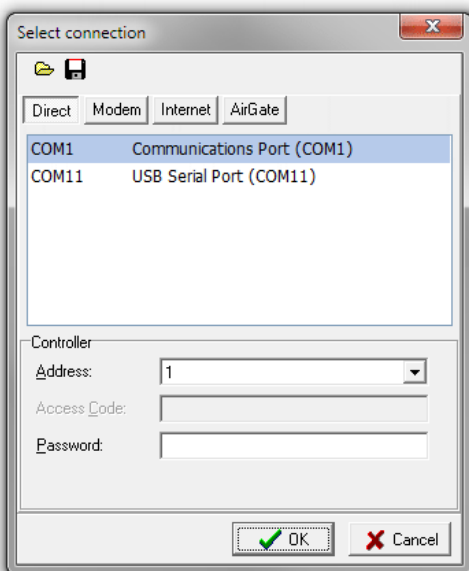 Select connection
Direct Modem Internet AirGate
COM1 Communications Port (COM1)
COM11 USB Serial Port (COM11)
Controller
Address: 1
Access Code:
Password:
OK Cancel